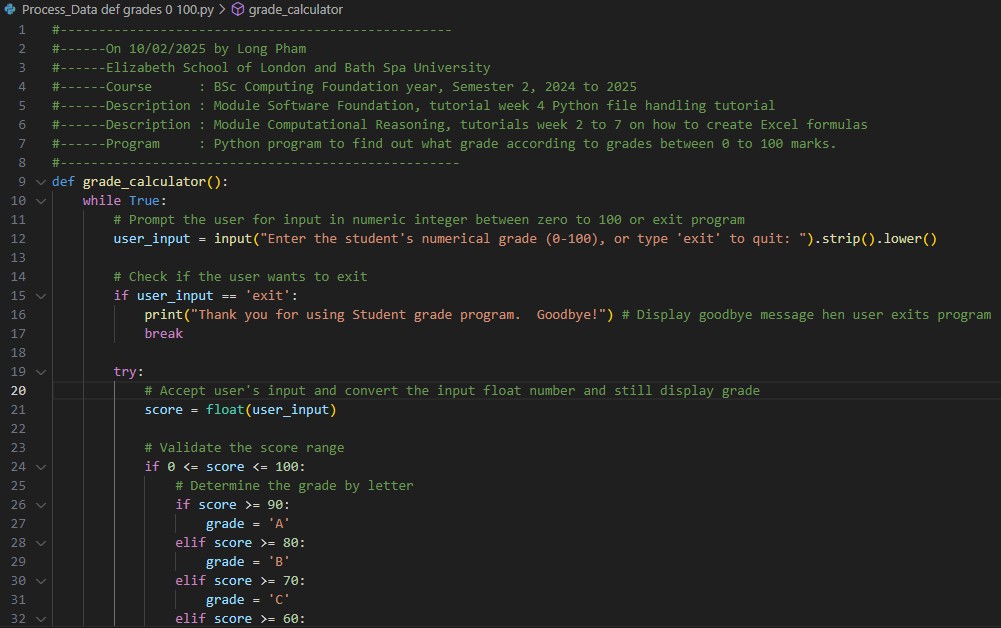 Process_Data def grades 0 100.py > grade_calculator
1 #---------------------------------------------------
2 #------On 10/02/2025 by Long Pham
3 #------Elizabeth School of London and Bath Spa University
4 #------Course      : BSc Computing Foundation year, Semester 2, 2024 to 2025
5 #------Description : Module Software Foundation, tutorial week 4 Python file handling tutorial
6 #------Description : Module Computational Reasoning, tutorials week 2 to 7 on how to create Excel formulas
7 #------Program     : Python program to find out what grade according to grades between 0 to 100 marks.
8 #----------------------------------------------------
9 def grade_calculator():
10     while True:
11         # Prompt the user for input in numeric integer between zero to 100 or exit program
12         user_input = input("Enter the student's numerical grade (0-100), or type 'exit' to quit: ").strip().lower()
13
14         # Check if the user wants to exit
15         if user_input == 'exit':
16             print("Thank you for using Student grade program.  Goodbye!") # Display goodbye message hen user exits program
17             break
18
19         try:
20             # Accept user's input and convert the input float number and still display grade
21             score = float(user_input)
22
23             # Validate the score range
24             if 0 <= score <= 100:
25                 # Determine the grade by letter
26                 if score >= 90:
27                     grade = 'A'
28                 elif score >= 80:
29                     grade = 'B'
30                 elif score >= 70:
31                     grade = 'C'
32                 elif score >= 60: